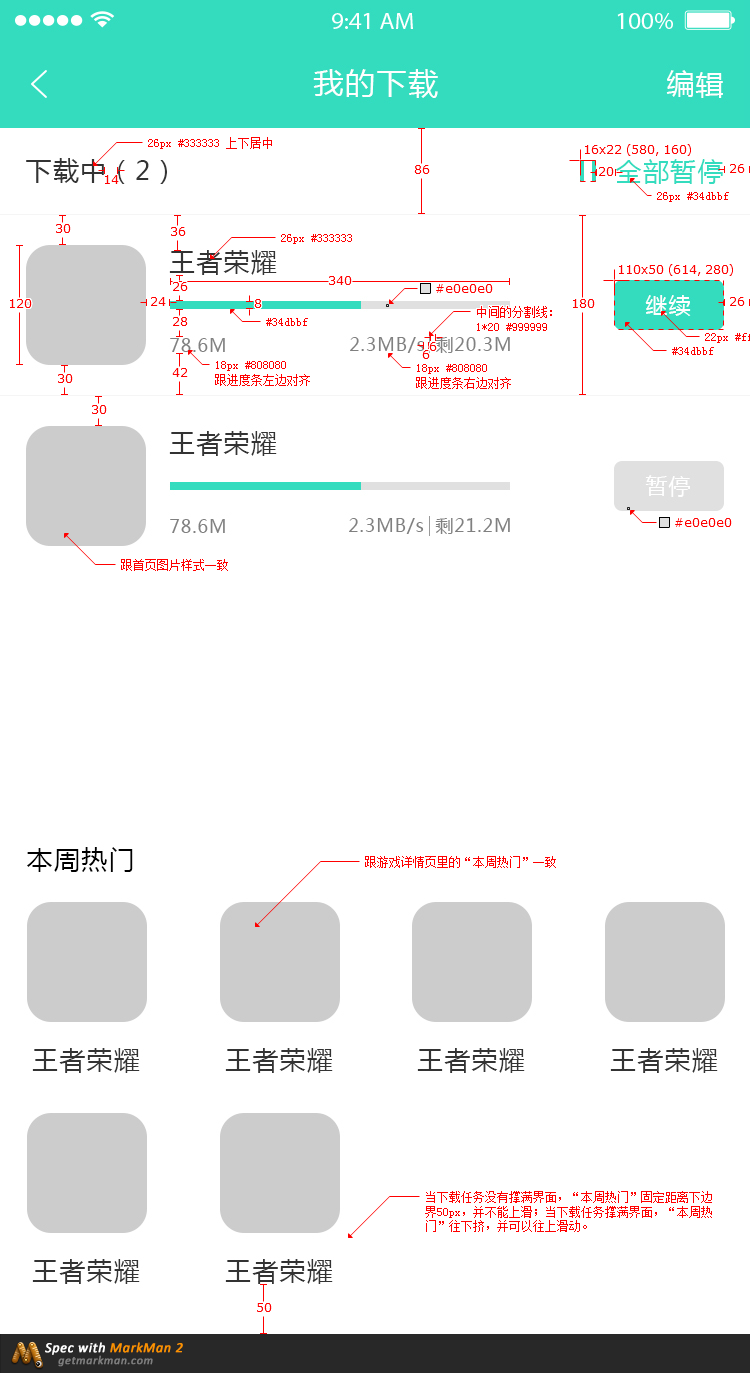 9:41 AM
100%
我的下载
编辑
26px #333333 上下居中
16x22 (580, 160)
下载中（2）
14
86
20
全部暂停
26
26px #34dbbf
30
36
26px #333333
王者荣耀
110x50 (614, 280)
26
340
#e0e0e0
120
24
8
180
继续
26
中间的分割线：
1*20 #999999
28
#34dbbf
22px #ff
78.6M
2.3MB/s
6
剩20.3M
#34dbbf
6
42
18px #808080
跟进度条左边对齐
18px #808080
跟进度条右边对齐
30
30
王者荣耀
暂停
78.6M
2.3MB/s
剩21.2M
#e0e0e0
跟首页图片样式一致
本周热门
跟游戏详情页里的“本周热门”一致
王者荣耀
王者荣耀
王者荣耀
王者荣耀
当下载任务没有撑满界面，“本周热门”固定距离下边
界50px，并不能上滑；当下载任务撑满界面，“本周热
门”往下挤，并可以往上滑动。
王者荣耀
王者荣耀
50
Spec with MarkMan 2
getmarkman.com